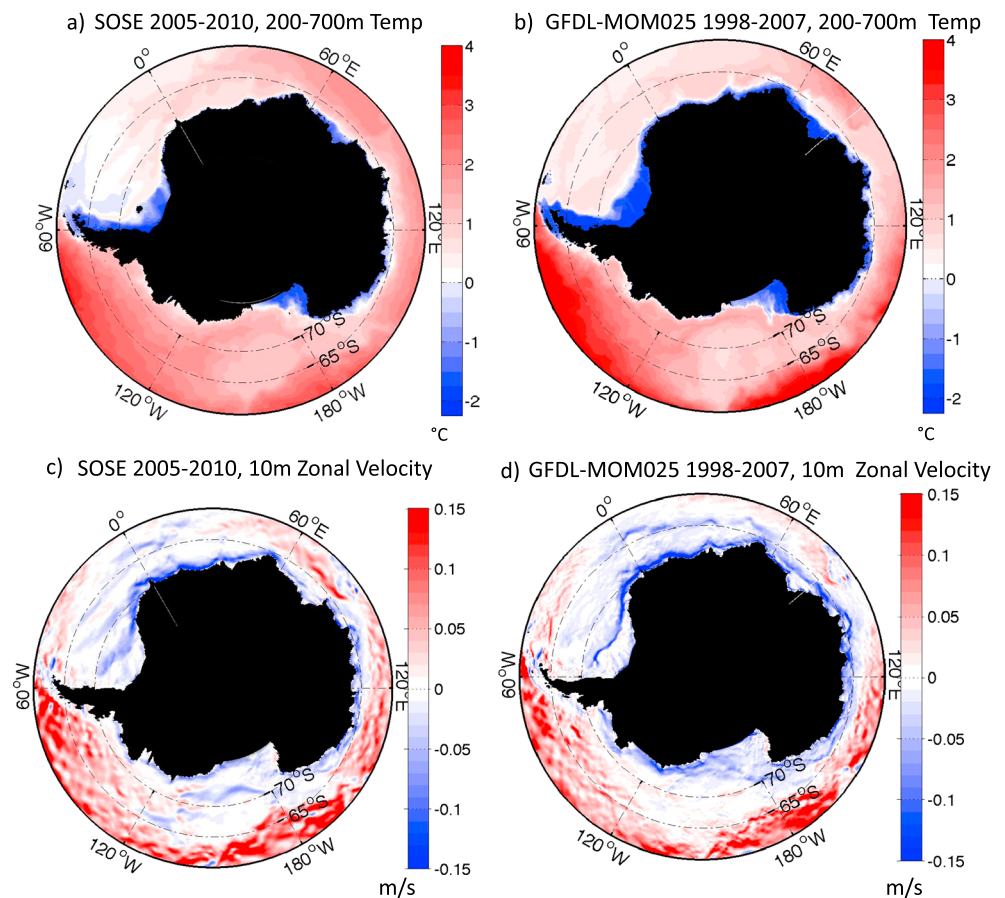 a) SOSE 2005-2010, 200-700m Temp
b) GFDL-MOM025 1998-2007, 200-700m Temp
0°
60°E
120°E
180°W
120°W
60°W
70°S
65°S
4
3
2
1
0
-1
-2
°C
0°
60°E
120°E
180°W
120°W
60°W
70°S
65°S
4
3
2
1
0
-1
-2
°C
c) SOSE 2005-2010, 10m Zonal Velocity
d) GFDL-MOM025 1998-2007, 10m Zonal Velocity
0°
60°E
120°E
180°W
120°W
60°W
70°S
65°S
0.15
0.1
0.05
0
-0.05
-0.1
-0.15
m/s
0°
60°E
120°E
180°W
120°W
60°W
70°S
65°S
0.15
0.1
0.05
0
-0.05
-0.1
-0.15
m/s